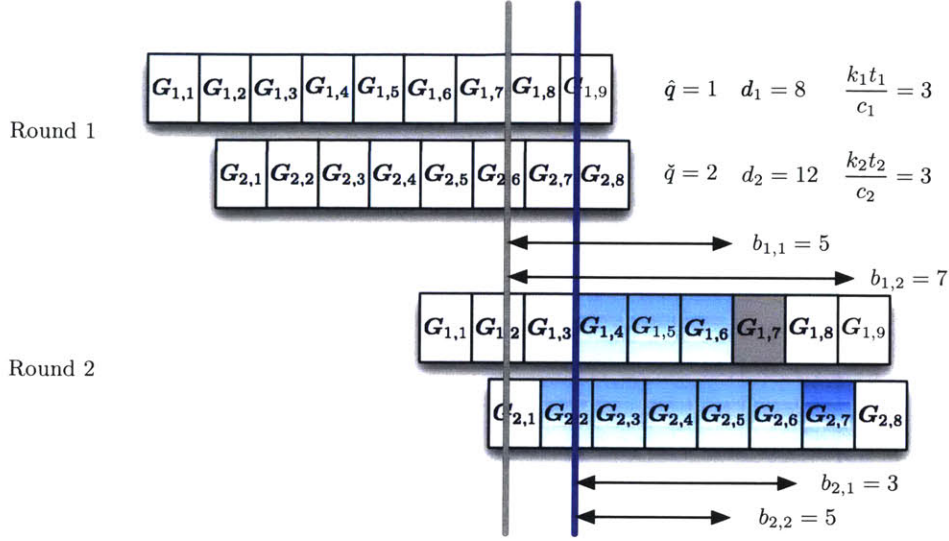 G1,1 G1,2 G1,3 G1,4 G1,5 G1,6 G1,7 G1,8 G1,9
q̂ = 1 d1 = 8 k1t1/c1 = 3
Round 1
G2,1 G2,2 G2,3 G2,4 G2,5 G2,6 G2,7 G2,8
q̌ = 2 d2 = 12 k2t2/c2 = 3
b1,1 = 5
b1,2 = 7
G1,1 G1,2 G1,3 G1,4 G1,5 G1,6 G1,7 G1,8 G1,9
Round 2
G2,1 G2,2 G2,3 G2,4 G2,5 G2,6 G2,7 G2,8
b2,1 = 3
b2,2 = 5